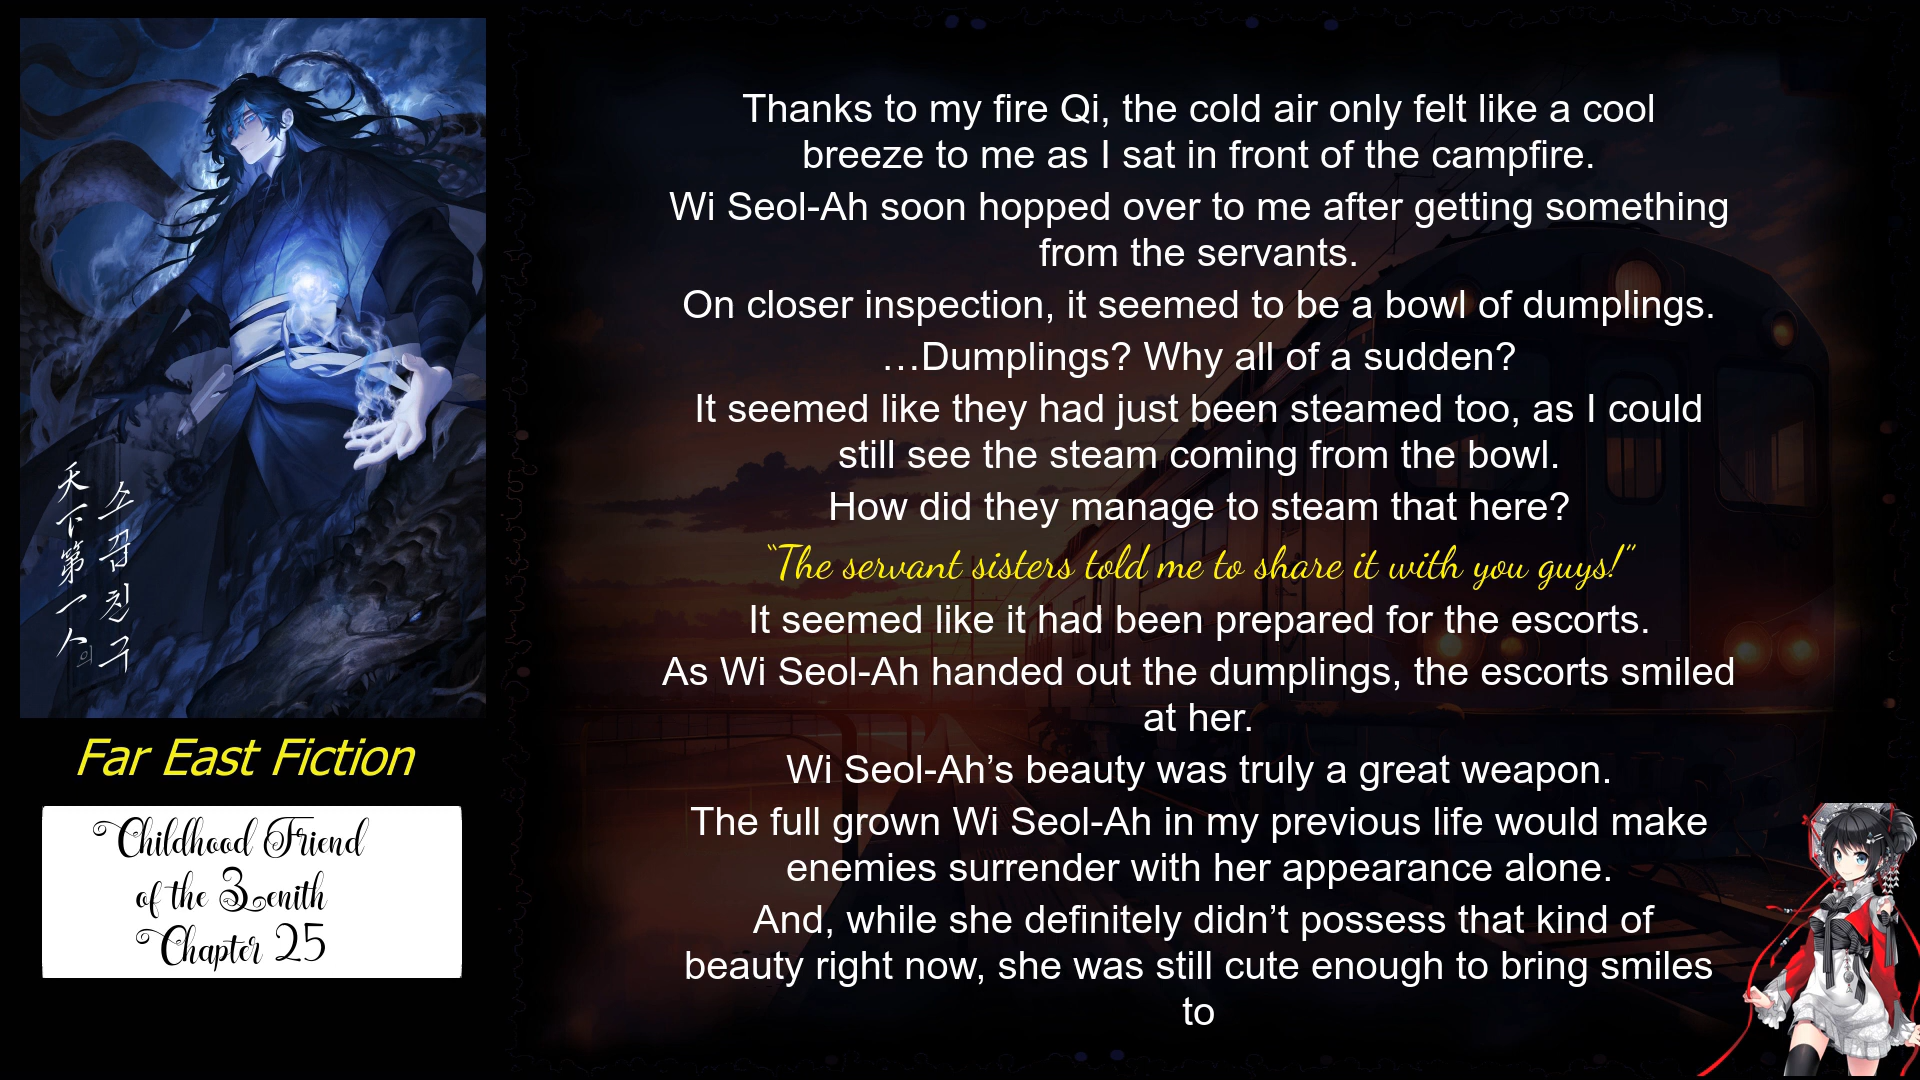 天下第一人의
소꿉친구
Far East Fiction
Childhood Friend
of the Zenith
Chapter 25
Thanks to my fire Qi, the cold air only felt like a cool
breeze to me as I sat in front of the campfire.
Wi Seol-Ah soon hopped over to me after getting something
from the servants.
On closer inspection, it seemed to be a bowl of dumplings.
…Dumplings? Why all of a sudden?
It seemed like they had just been steamed too, as I could
still see the steam coming from the bowl.
How did they manage to steam that here?
“The servant sisters told me to share it with you guys!”
It seemed like it had been prepared for the escorts.
As Wi Seol-Ah handed out the dumplings, the escorts smiled
at her.
Wi Seol-Ah’s beauty was truly a great weapon.
The full grown Wi Seol-Ah in my previous life would make
enemies surrender with her appearance alone.
And, while she definitely didn’t possess that kind of
beauty right now, she was still cute enough to bring smiles
to